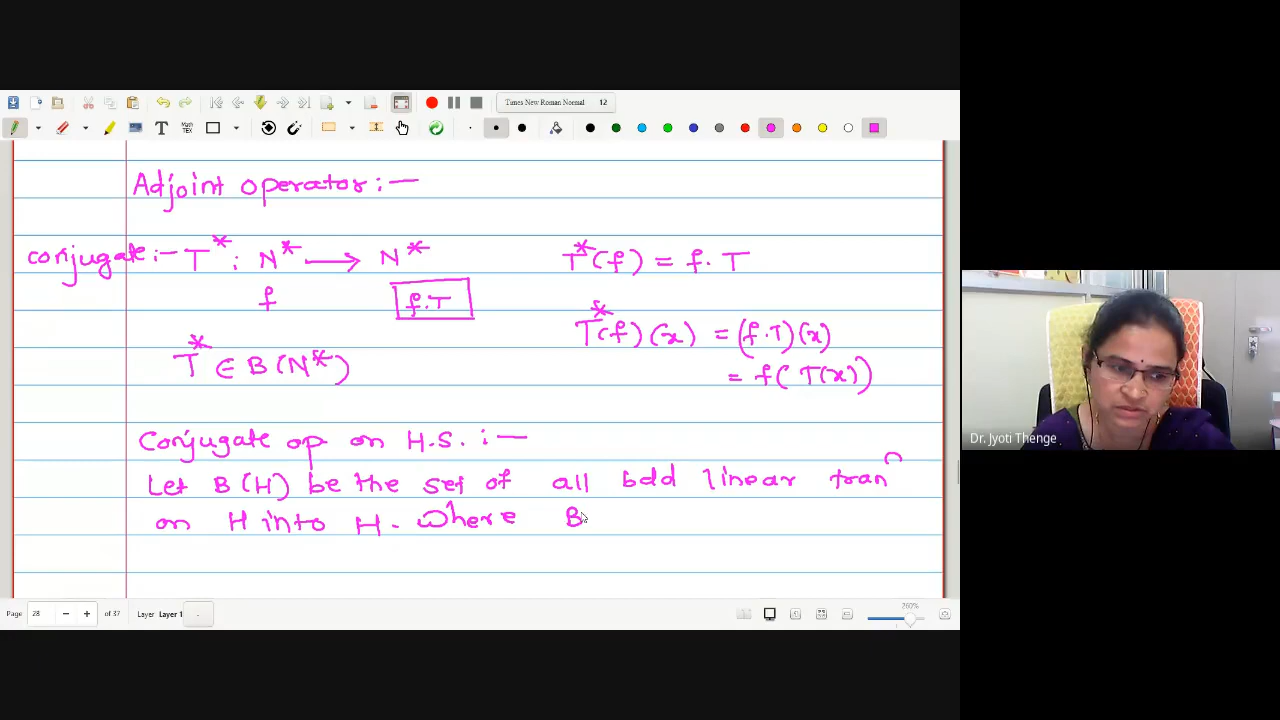 Times New Roman Normal 12
Adjoint operator :—
conjugate :— T* : N* ⟶ N* T*(f) = f·T
f f·T
T*(f)(x) = (f·T)(x)
T* ∈ B(N*)
= f(T(x))
Conjugate op on H.S. :—
Let B(H) be the set of all bdd linear tranⁿ
on H into H. Where B
Dr. Jyoti Thenge
Page 28 of 37 Layer Layer 1 260%